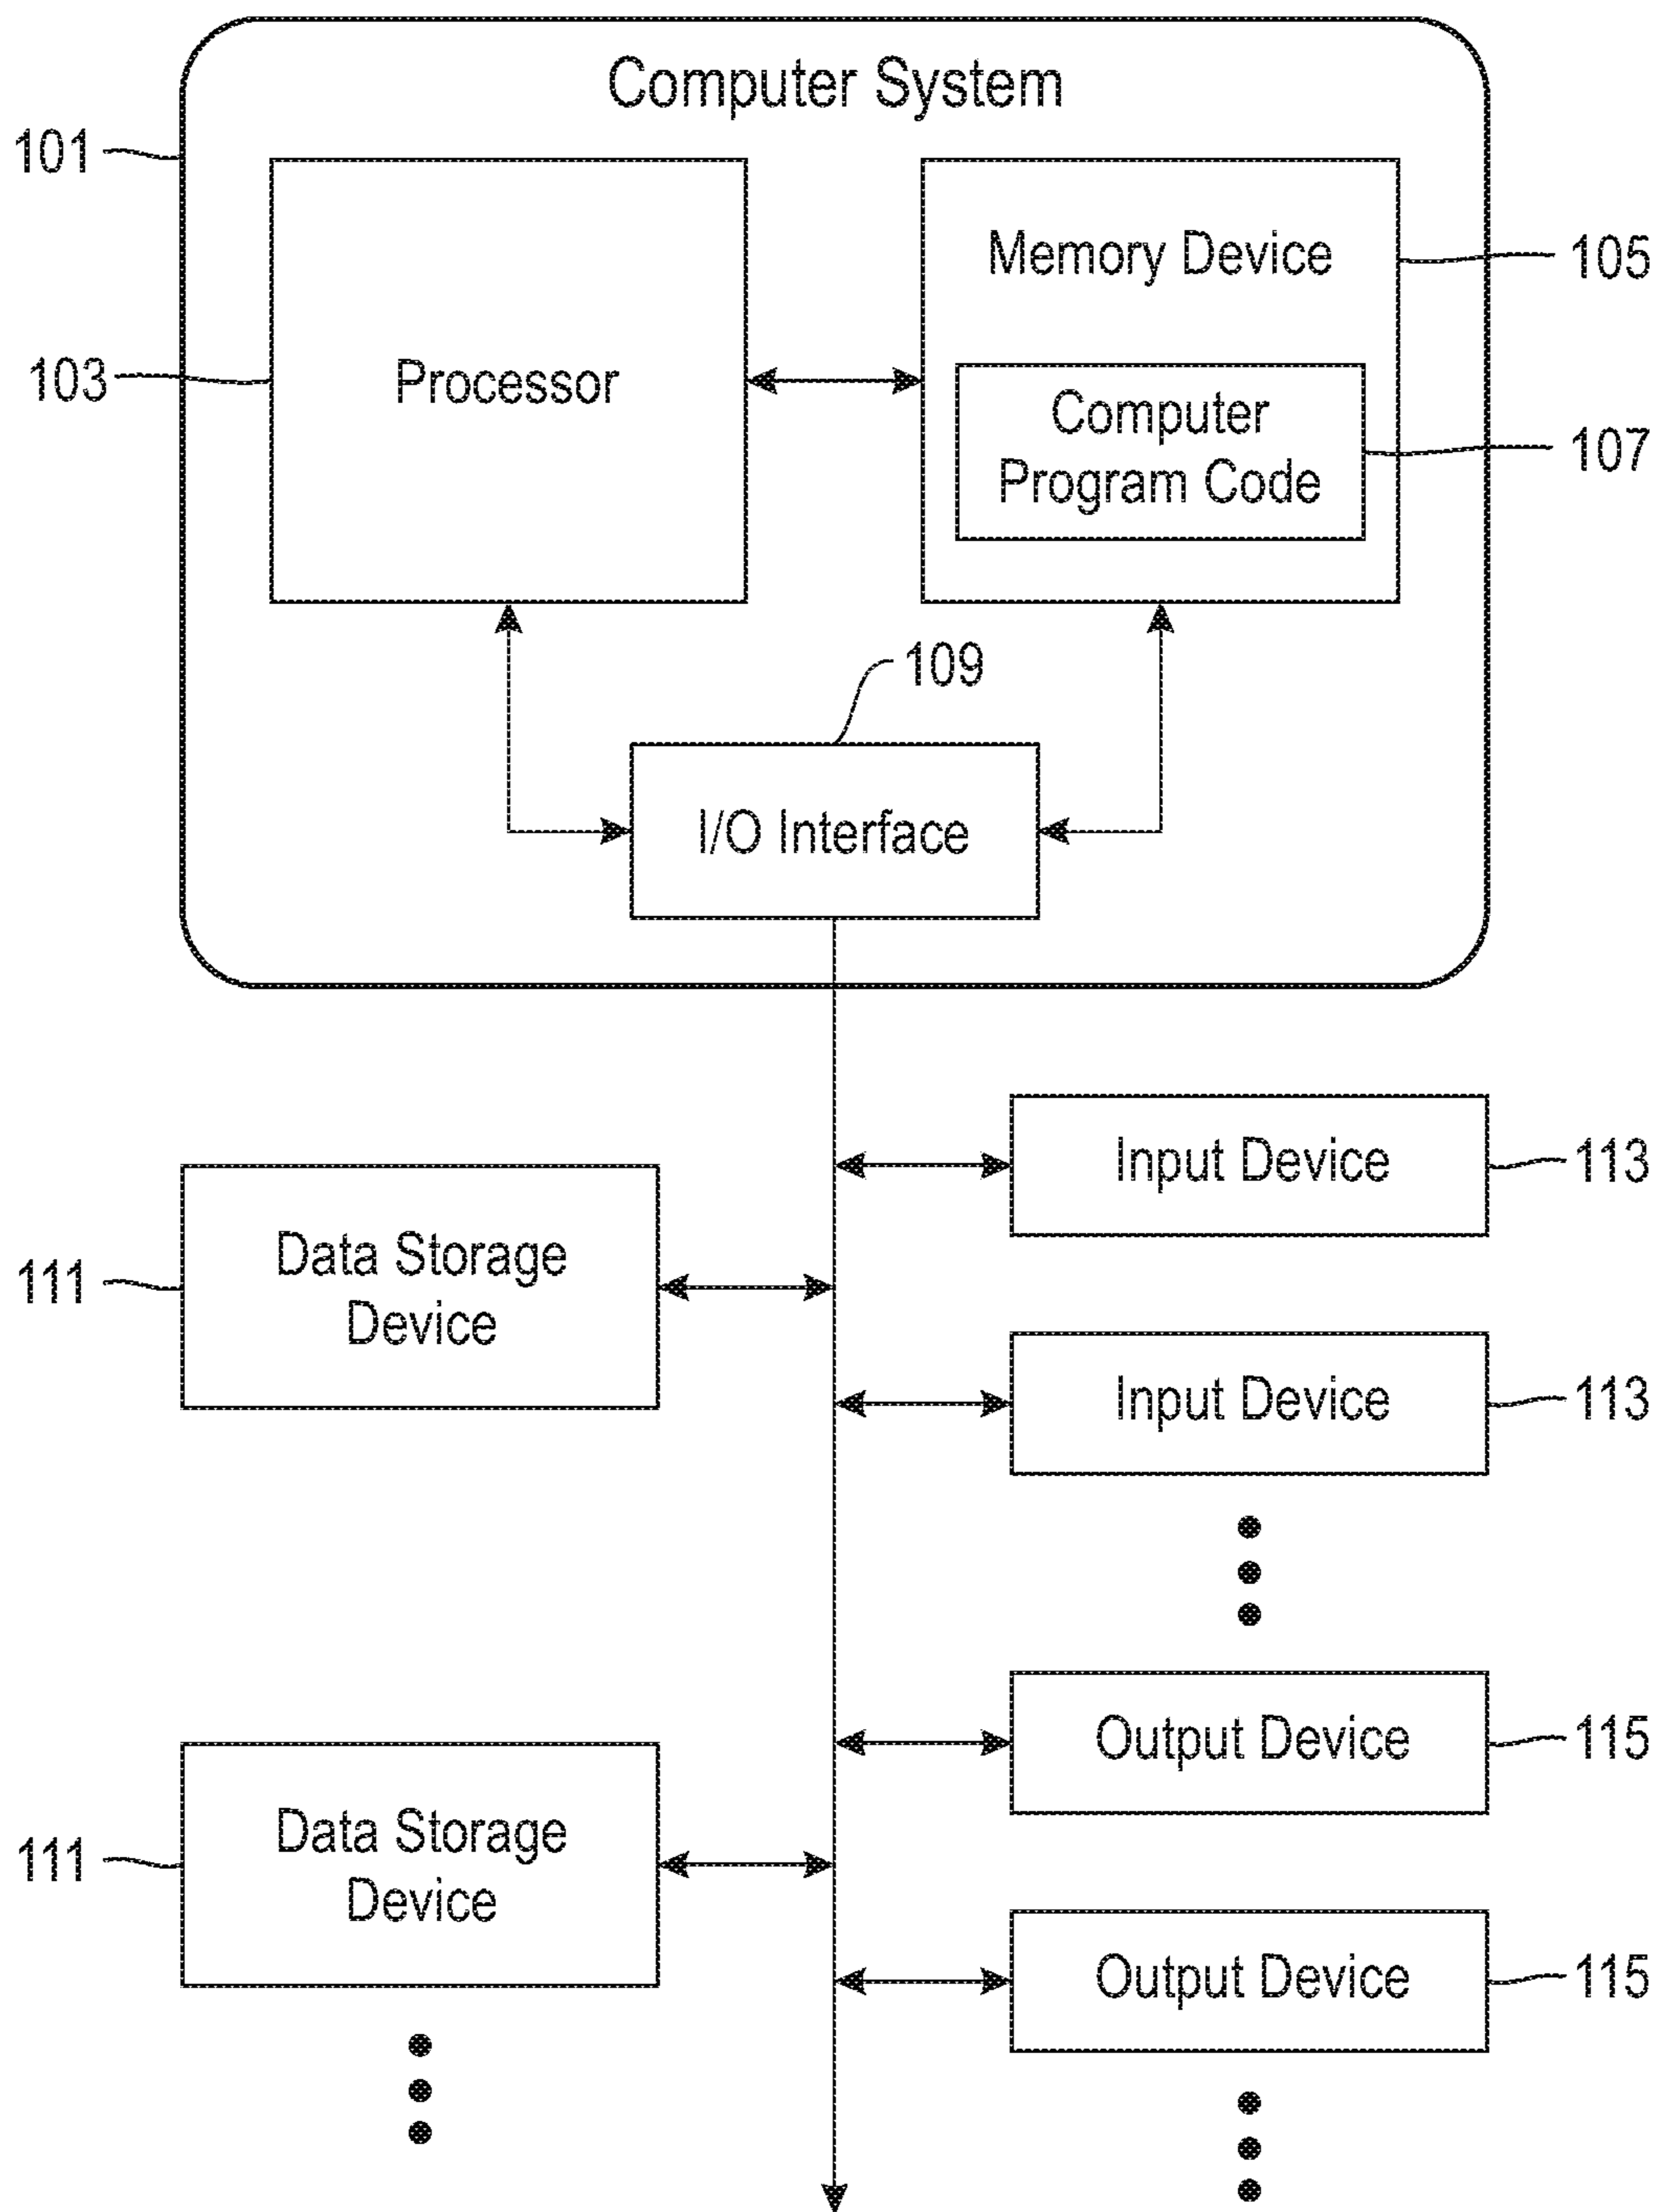 Computer System
101
Processor
103
Memory Device
105
Computer
Program Code
107
109
I/O Interface
Input Device
113
Data Storage
Device
111
Input Device
113
Output Device
115
Data Storage
Device
111
Output Device
115